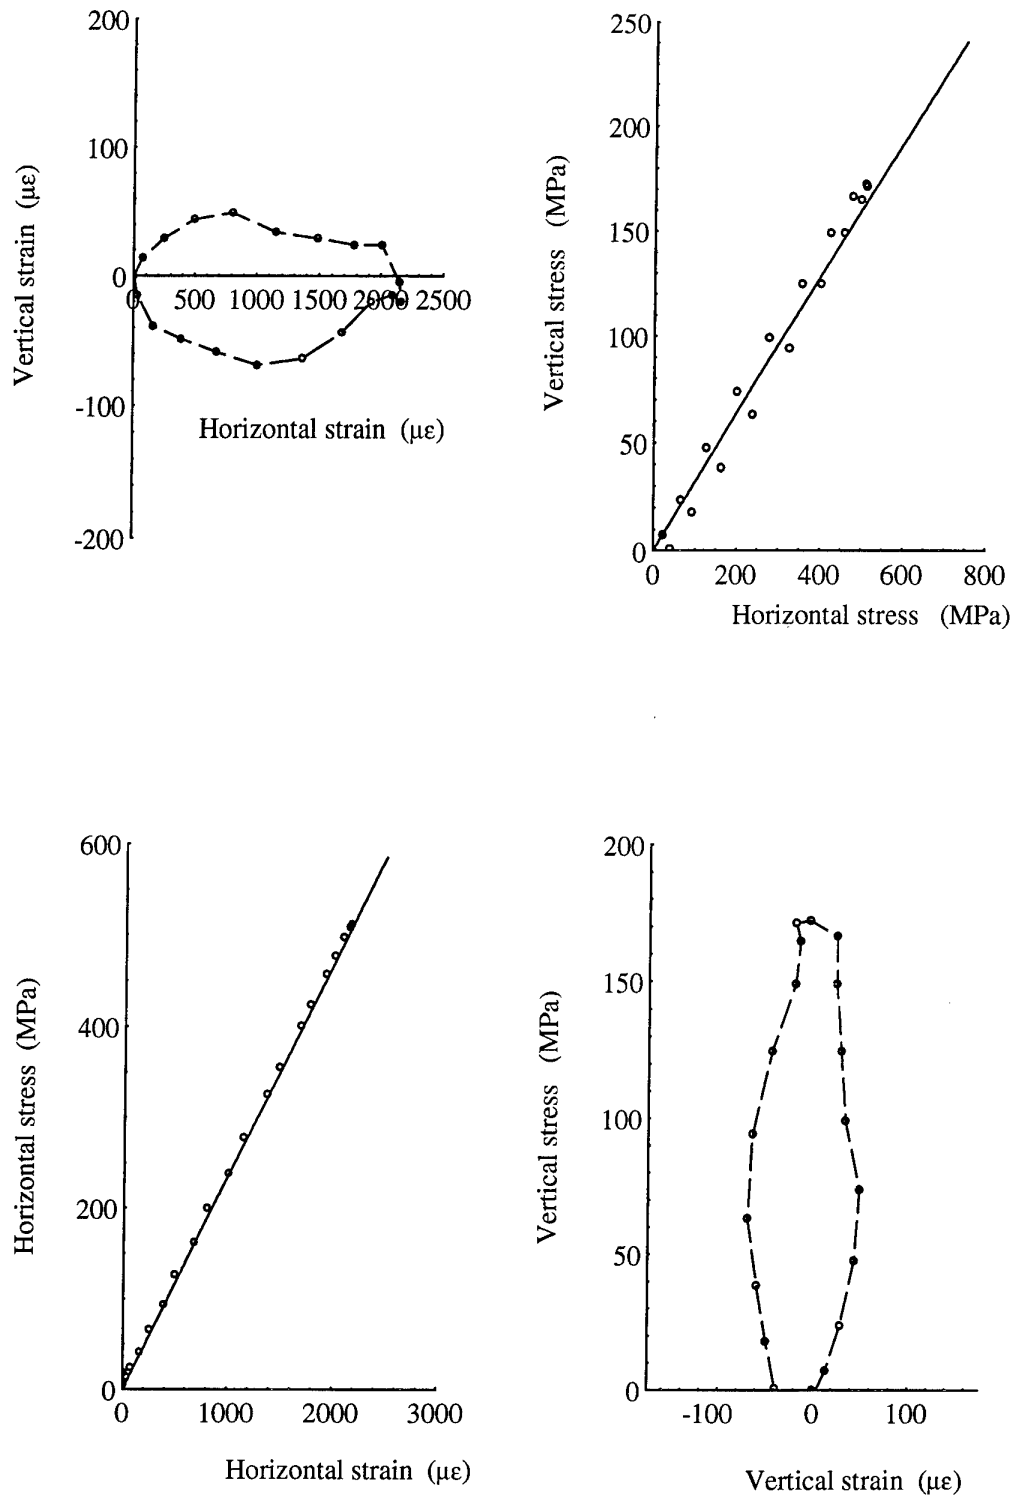 200
100
0
-100
-200
Vertical strain (με)
0 500 1000 1500 2000 2500
Horizontal strain (με)
250
200
150
100
50
0
Vertical stress (MPa)
0 200 400 600 800
Horizontal stress (MPa)
600
400
200
0
Horizontal stress (MPa)
0 1000 2000 3000
Horizontal strain (με)
200
150
100
50
0
Vertical stress (MPa)
-100 0 100
Vertical strain (με)